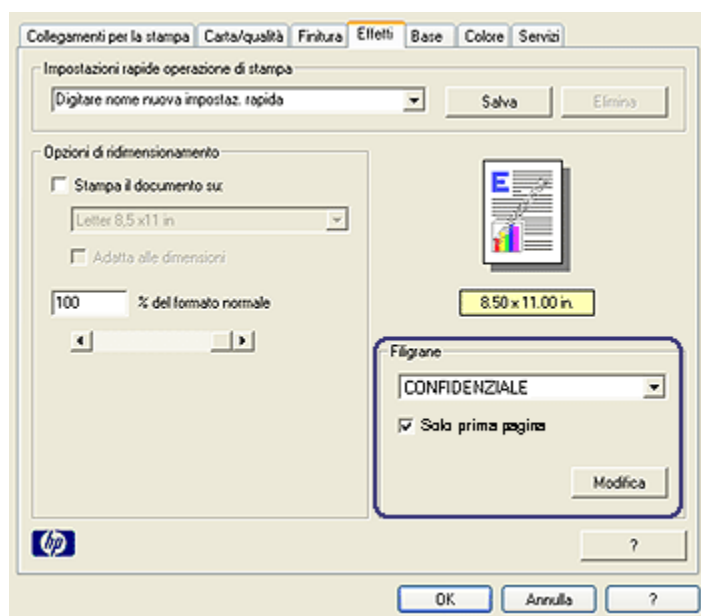 Collegamenti per la stampa Carta/qualità Finitura Effetti Base Colore Servizi
Impostazioni rapide operazione di stampa
Digitare nome nuova impostaz. rapida Salva Elimina
Opzioni di ridimensionamento
Stampa il documento su:
Letter 8,5 x11 in
Adatta alle dimensioni
100 % del formato normale
E
8.50 x 11.00 in.
Filigrane
CONFIDENZIALE
Solo prima pagina
Modifica
hp ?
OK Annulla ?